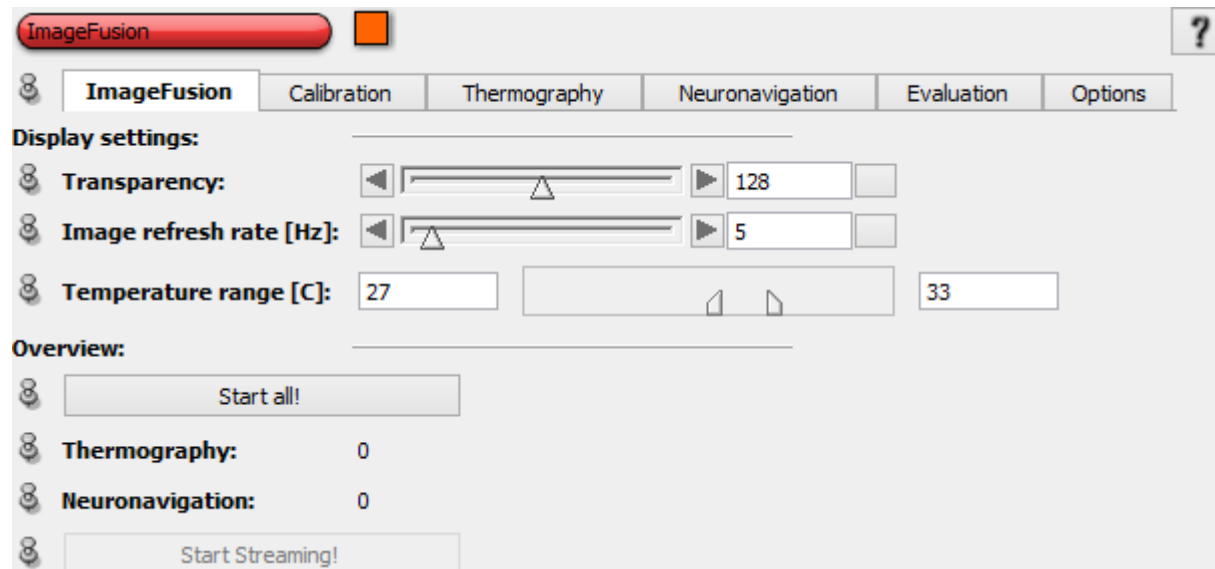 ImageFusion ?
ImageFusion Calibration Thermography Neuronavigation Evaluation Options
Display settings:
Transparency: 128
Image refresh rate [Hz]: 5
Temperature range [C]: 27 33
Overview:
Start all!
Thermography: 0
Neuronavigation: 0
Start Streaming!